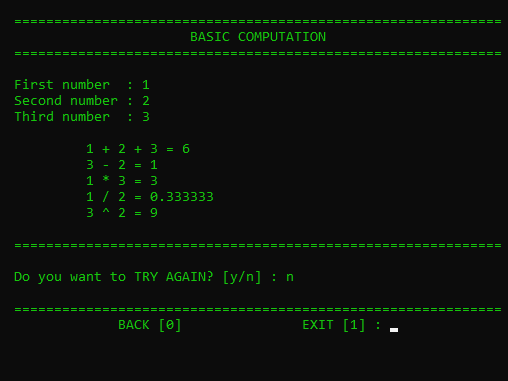 =============================================================
BASIC COMPUTATION
=============================================================
First number  : 1
Second number : 2
Third number  : 3
1 + 2 + 3 = 6
3 - 2 = 1
1 * 3 = 3
1 / 2 = 0.333333
3 ^ 2 = 9
=============================================================
Do you want to TRY AGAIN? [y/n] : n
=============================================================
BACK [0]               EXIT [1] :